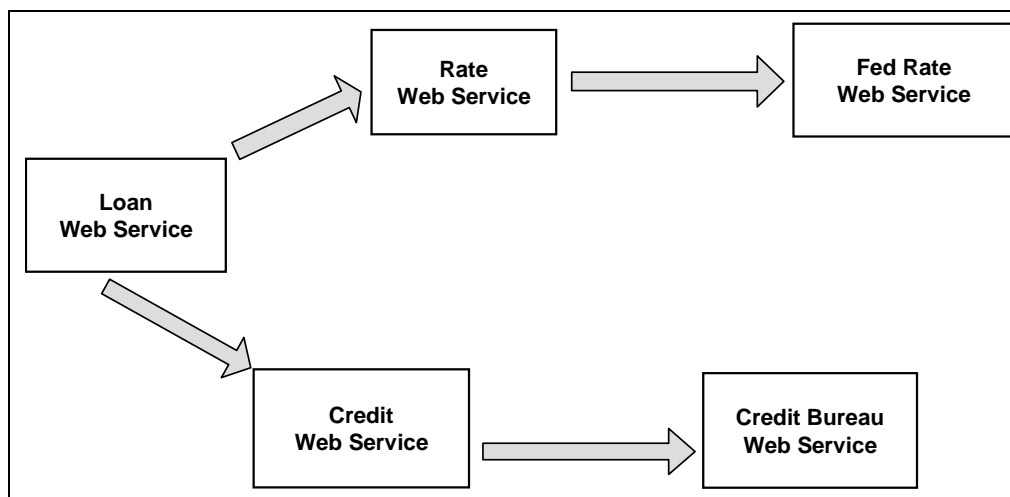 Rate
Web Service
Fed Rate
Web Service
Loan
Web Service
Credit
Web Service
Credit Bureau
Web Service